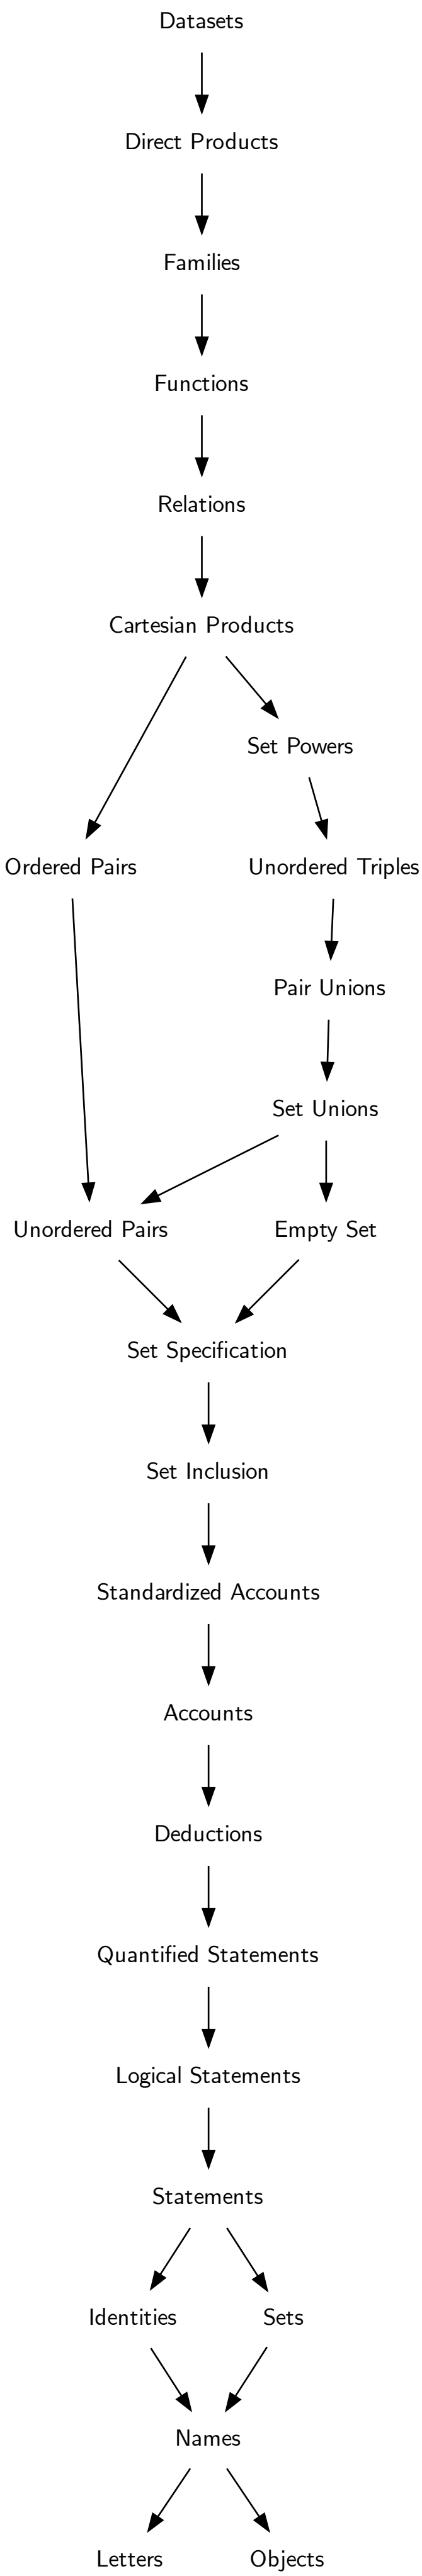 Datasets
Direct Products
Families
Functions
Relations
Cartesian Products
Set Powers
Ordered Pairs
Unordered Triples
Pair Unions
Set Unions
Unordered Pairs
Empty Set
Set Specification
Set Inclusion
Standardized Accounts
Accounts
Deductions
Quantified Statements
Logical Statements
Statements
Identities
Sets
Names
Letters
Objects